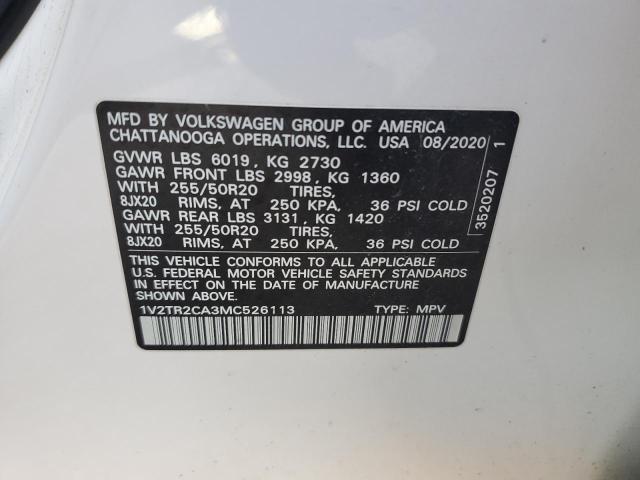 MFD BY VOLKSWAGEN GROUP OF AMERICA
CHATTANOOGA OPERATIONS, LLC. USA 08/2020
GVWR LBS 6019, KG 2730
GAWR FRONT LBS 2998, KG 1360
WITH 255/50R20 TIRES,
8JX20 RIMS, AT 250 KPA, 36 PSI COLD
GAWR REAR LBS 3131, KG 1420
WITH 255/50R20 TIRES,
8JX20 RIMS, AT 250 KPA, 36 PSI COLD
THIS VEHICLE CONFORMS TO ALL APPLICABLE
U.S. FEDERAL MOTOR VEHICLE SAFETY STANDARDS
IN EFFECT ON THE DATE OF MANUFACTURE
SHOWN ABOVE.
1V2TR2CA3MC526113 TYPE: MPV
3520207 1